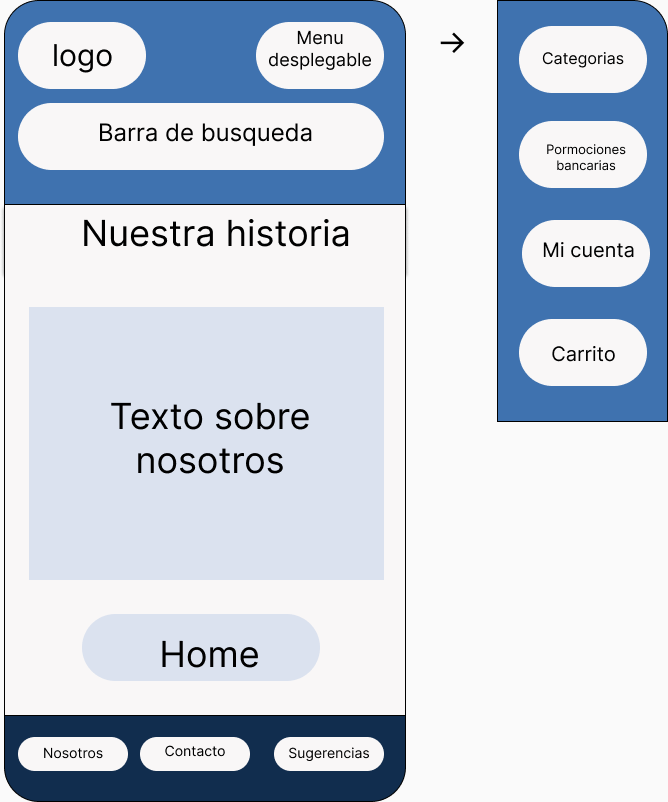 logo
Menu
desplegable
→
Barra de busqueda
Nuestra historia
Texto sobre
nosotros
Home
Nosotros
Contacto
Sugerencias
Categorias
Pormociones
bancarias
Mi cuenta
Carrito